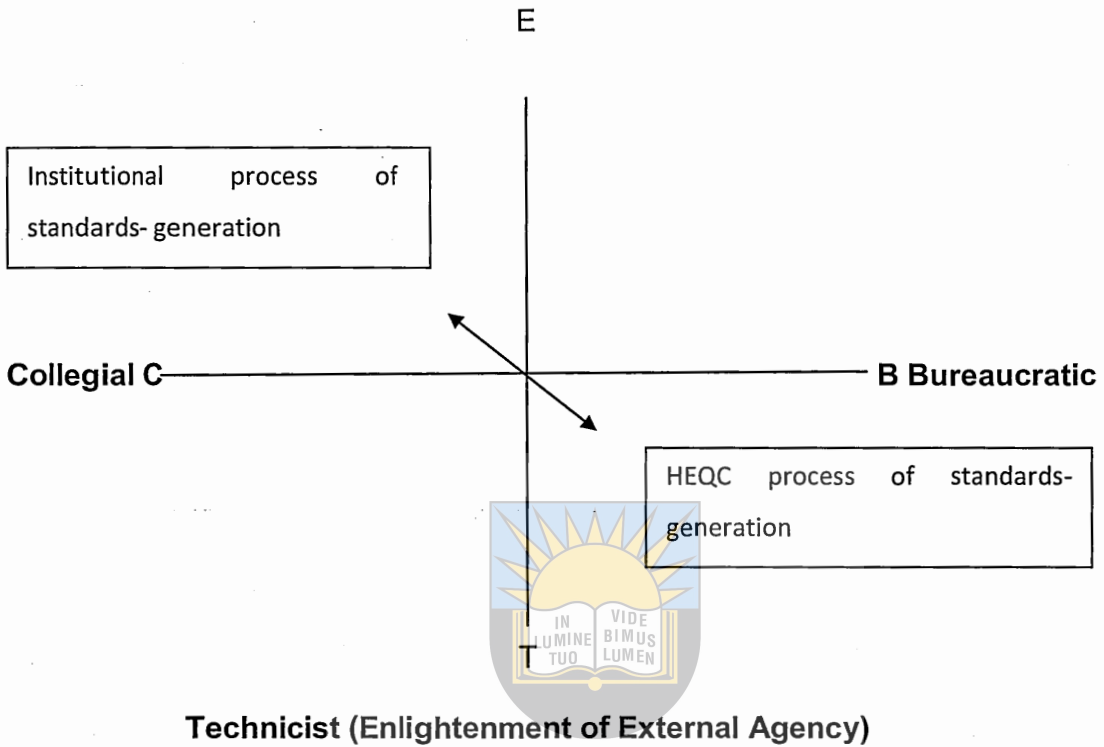 E
Institutional process of
standards- generation
Collegial C
B Bureaucratic
HEQC process of standards-
generation
IN
LUMINE
TUO
VIDE
BIMUS
LUMEN
T
Technicist (Enlightenment of External Agency)